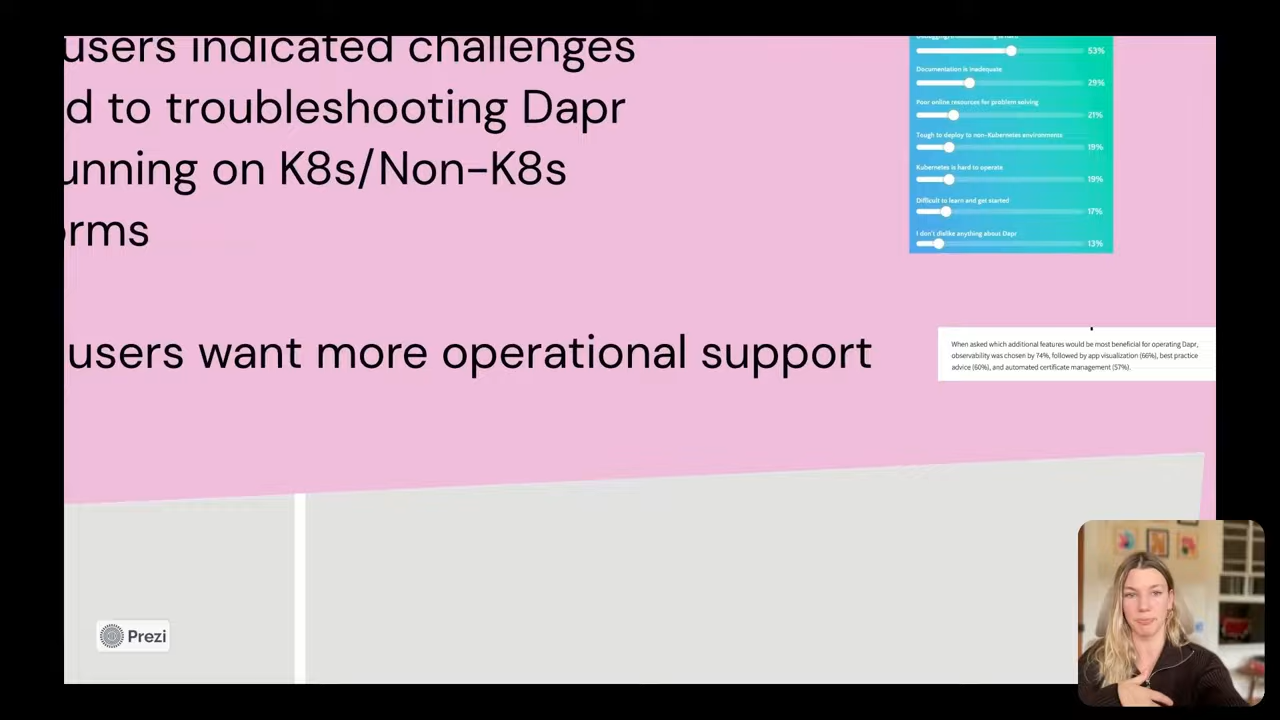 users indicated challenges
d to troubleshooting Dapr
unning on K8s/Non-K8s
orms
users want more operational support
53%
Documentation is inadequate
29%
Poor online resources for problem solving
21%
Tough to deploy to non-Kubernetes environments
19%
Kubernetes is hard to operate
19%
Difficult to learn and get started
17%
I don't dislike anything about Dapr
13%
When asked which additional features would be most beneficial for operating Dapr,
observability was chosen by 74%, followed by app visualization (66%), best practice
advice (60%), and automated certificate management (57%).
Prezi